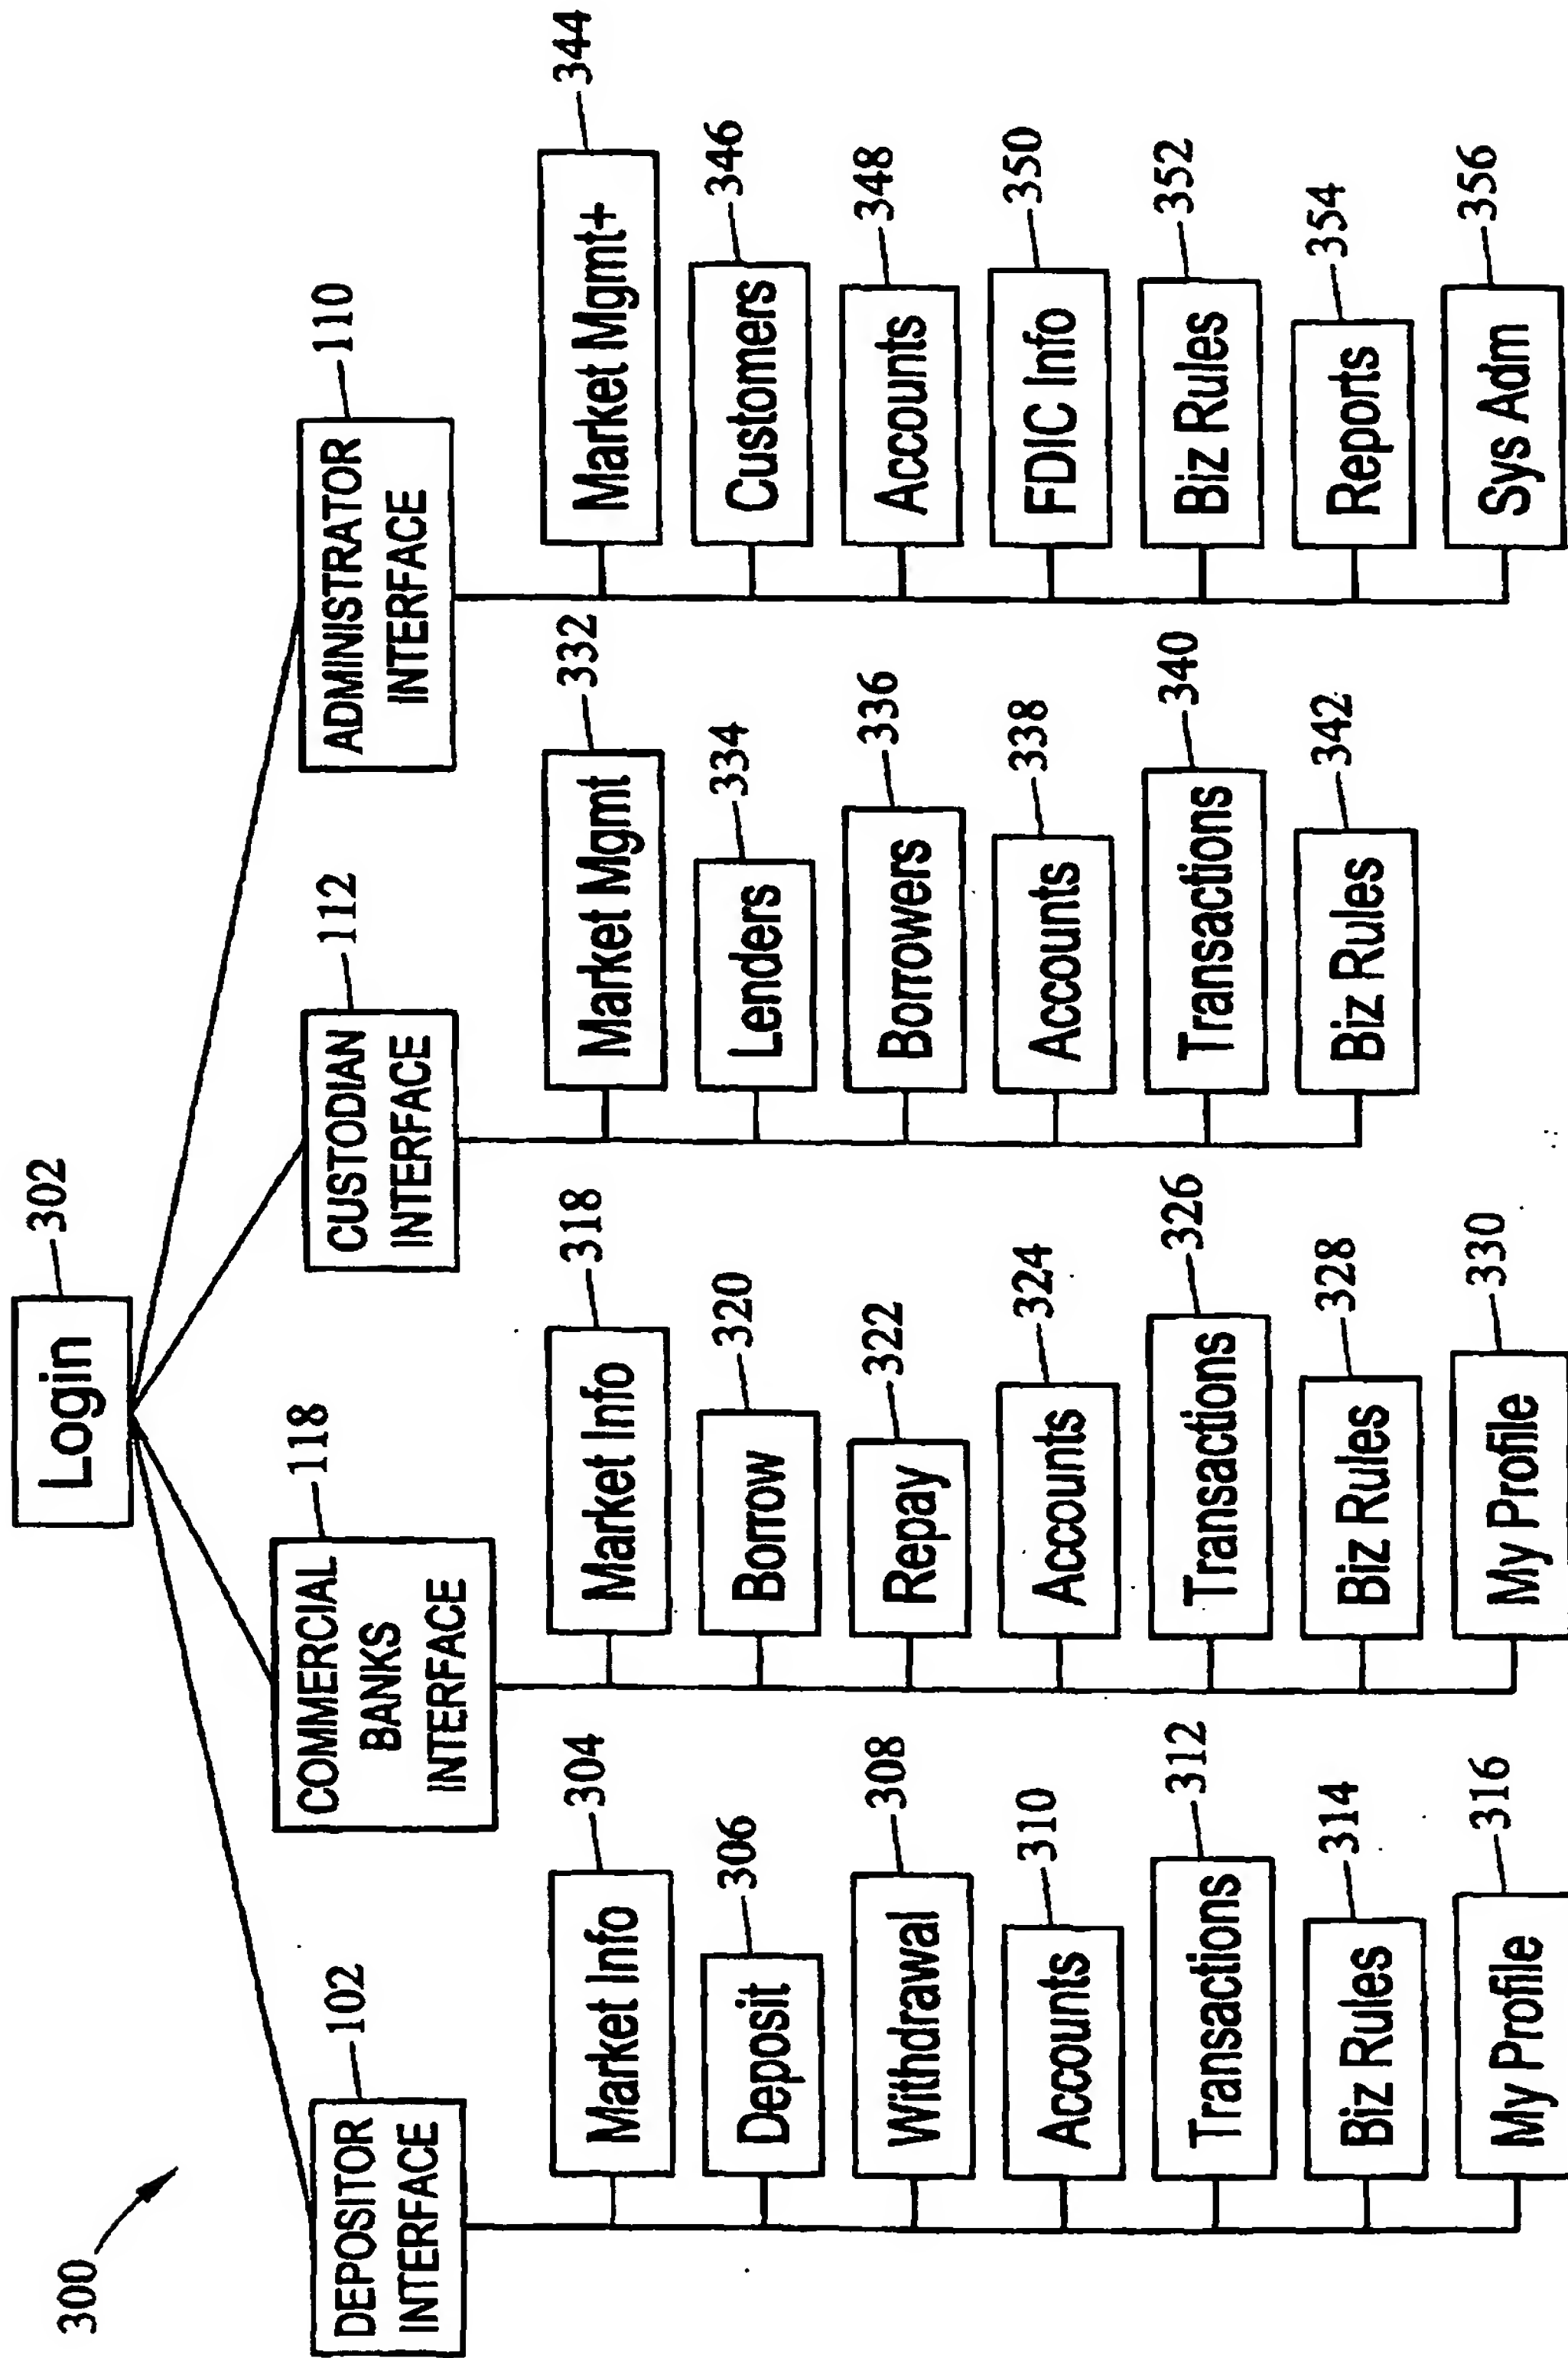 300
Login
302
DEPOSITOR
INTERFACE
102
COMMERCIAL
BANKS
INTERFACE
118
CUSTODIAN
INTERFACE
112
ADMINISTRATOR
INTERFACE
110
Market Info
304
Deposit
306
Withdrawal
308
Accounts
310
Transactions
312
Biz Rules
314
My Profile
316
Market Info
318
Borrow
320
Repay
322
Accounts
324
Transactions
326
Biz Rules
328
My Profile
330
Market Mgmt
332
Lenders
334
Borrowers
336
Accounts
338
Transactions
340
Biz Rules
342
Market Mgmt+
344
Customers
346
Accounts
348
FDIC Info
350
Biz Rules
352
Reports
354
Sys Adm
356